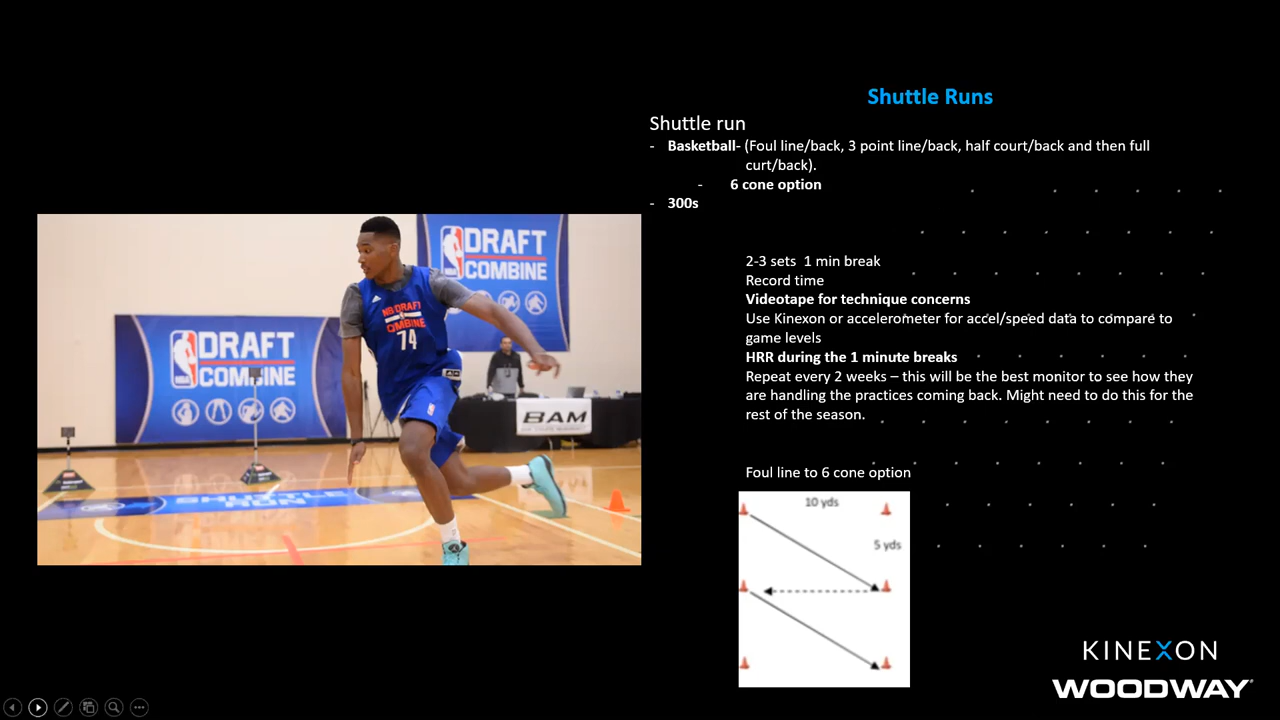 Shuttle Runs
Shuttle run
- Basketball- (Foul line/back, 3 point line/back, half court/back and then full
curt/back).
- 6 cone option
- 300s
2-3 sets 1 min break
Record time
Videotape for technique concerns
Use Kinexon or accelerometer for accel/speed data to compare to
game levels
HRR during the 1 minute breaks
Repeat every 2 weeks – this will be the best monitor to see how they
are handling the practices coming back. Might need to do this for the
rest of the season.
Foul line to 6 cone option
10 yds
5 yds
DRAFT
COMBINE
NBA
DRAFT
COMBINE
NBA
NBA DRAFT
COMBINE
74
BAM
SHUTTLE
RUN
KINEXON
WOODWAY